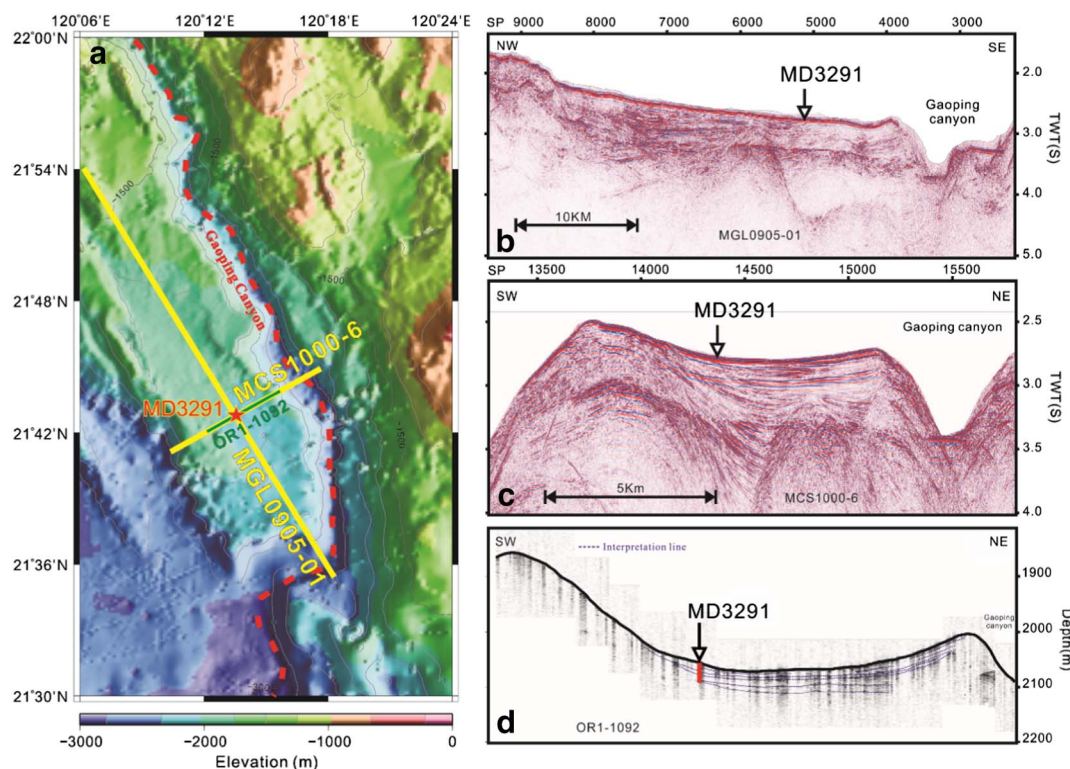 120°06'E 120°12'E 120°18'E 120°24'E
22°00'N
21°54'N
21°48'N
21°42'N
21°36'N
21°30'N
a
-1500
-1500
-1500
Gaoping Canyon
MCS1000-6
MD3291
OR1-1092
MGL0905-01
-3000 -2000 -1000 0
Elevation (m)
SP 9000 8000 7000 6000 5000 4000 3000
NW SE
MD3291
Gaoping
canyon
2.0
3.0
4.0
5.0
TWT(S)
10KM
MGL0905-01
b
SP 13500 14000 14500 15000 15500
SW NE
MD3291
Gaoping canyon
2.5
3.0
3.5
4.0
TWT(S)
5Km
MCS1000-6
c
SW NE
Interpretation line
MD3291
Gaoping
canyon
1900
2000
2100
2200
Depth(m)
OR1-1092
d